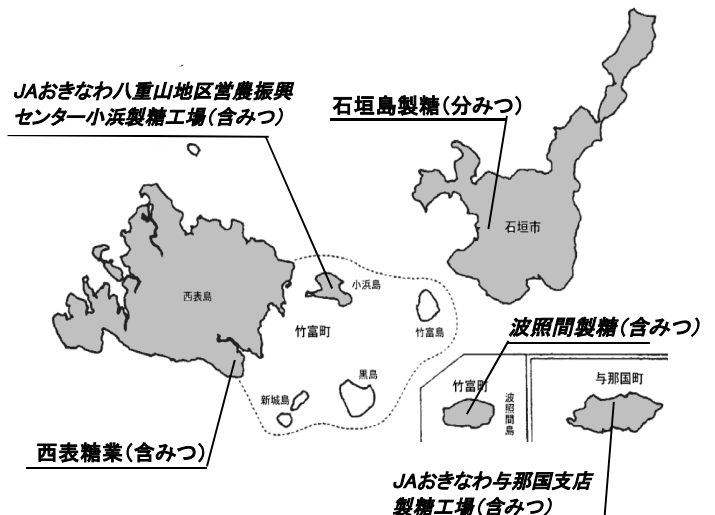 JAおきなわ八重山地区営農振興
センター小浜製糖工場(含みつ)
石垣島製糖(分みつ)
石垣市
西表島
小浜島
竹富町
竹富島
黒島
新城島
西表糖業(含みつ)
波照間製糖(含みつ)
竹富町
波照間島
与那国町
JAおきなわ与那国支店
製糖工場(含みつ)